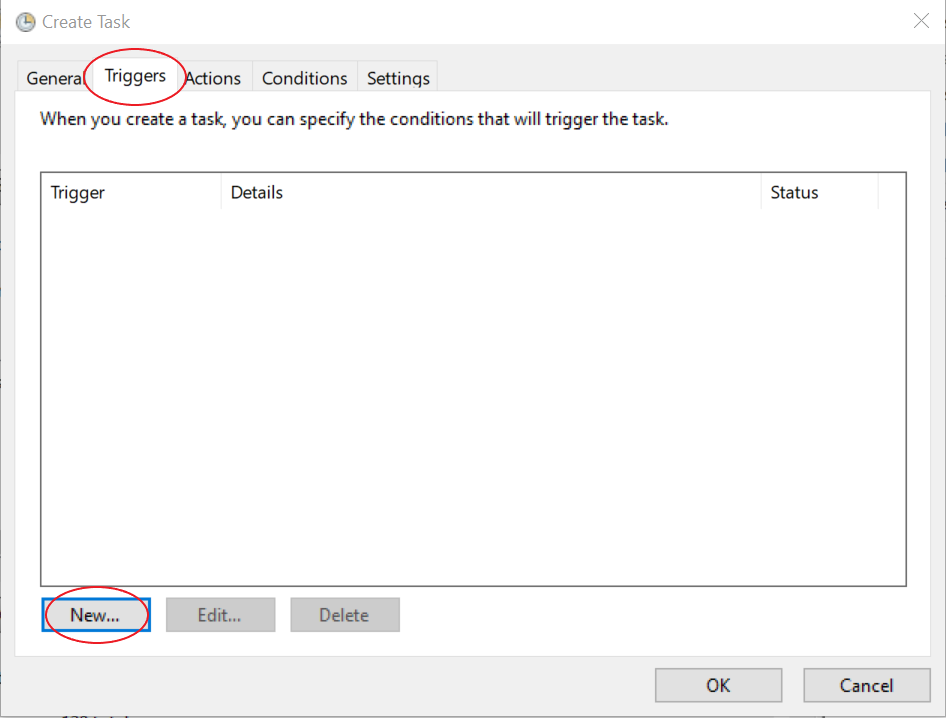 Create Task
General Triggers Actions Conditions Settings
When you create a task, you can specify the conditions that will trigger the task.
Trigger Details Status
New... Edit... Delete
OK Cancel